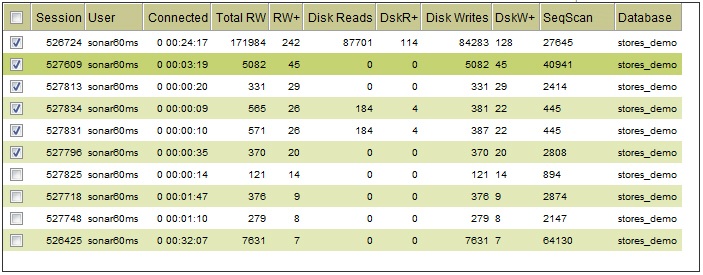 Session User Connected Total RW RW+ Disk Reads DskR+ Disk Writes DskW+ SeqScan Database
526724 sonar60ms 0 00:24:17 171984 242 87701 114 84283 128 27645 stores_demo
527609 sonar60ms 0 00:03:19 5082 45 0 0 5082 45 40941 stores_demo
527813 sonar60ms 0 00:00:20 331 29 0 0 331 29 2414 stores_demo
527834 sonar60ms 0 00:00:09 565 26 184 4 381 22 445 stores_demo
527831 sonar60ms 0 00:00:10 571 26 184 4 387 22 445 stores_demo
527796 sonar60ms 0 00:00:35 370 20 0 0 370 20 2808 stores_demo
527825 sonar60ms 0 00:00:14 121 14 0 0 121 14 894 stores_demo
527718 sonar60ms 0 00:01:47 376 9 0 0 376 9 2874 stores_demo
527748 sonar60ms 0 00:01:10 279 8 0 0 279 8 2147 stores_demo
526425 sonar60ms 0 00:32:07 7631 7 0 0 7631 7 64130 stores_demo